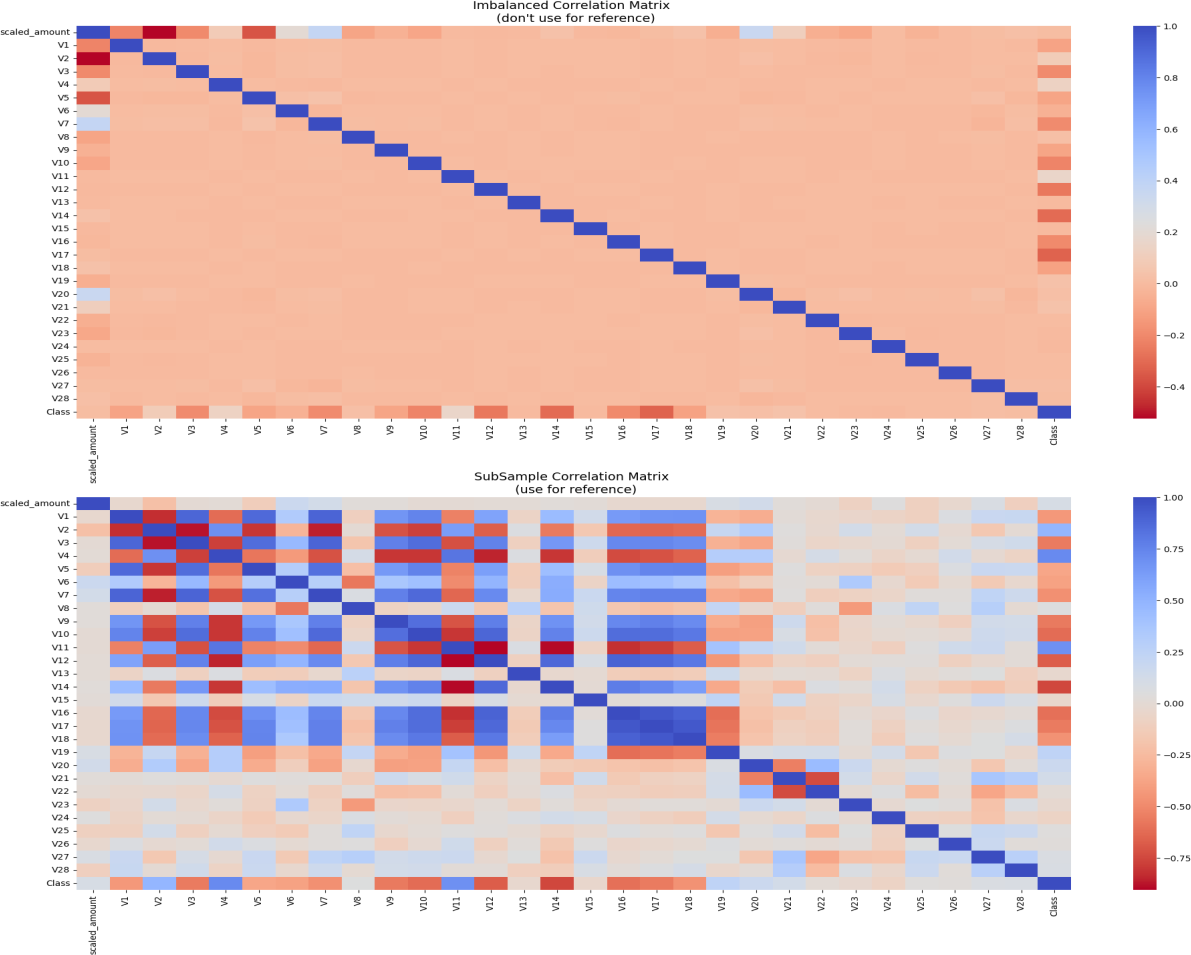 Imbalanced Correlation Matrix
(don't use for reference)
scaled_amount
V1
V2
V3
V4
V5
V6
V7
V8
V9
V10
V11
V12
V13
V14
V15
V16
V17
V18
V19
V20
V21
V22
V23
V24
V25
V26
V27
V28
Class
scaled_amount V1 V2 V3 V4 V5 V6 V7 V8 V9 V10 V11 V12 V13 V14 V15 V16 V17 V18 V19 V20 V21 V22 V23 V24 V25 V26 V27 V28 Class
1.0
0.8
0.6
0.4
0.2
0.0
−0.2
−0.4
SubSample Correlation Matrix
(use for reference)
scaled_amount
V1
V2
V3
V4
V5
V6
V7
V8
V9
V10
V11
V12
V13
V14
V15
V16
V17
V18
V19
V20
V21
V22
V23
V24
V25
V26
V27
V28
Class
scaled_amount V1 V2 V3 V4 V5 V6 V7 V8 V9 V10 V11 V12 V13 V14 V15 V16 V17 V18 V19 V20 V21 V22 V23 V24 V25 V26 V27 V28 Class
1.00
0.75
0.50
0.25
0.00
−0.25
−0.50
−0.75